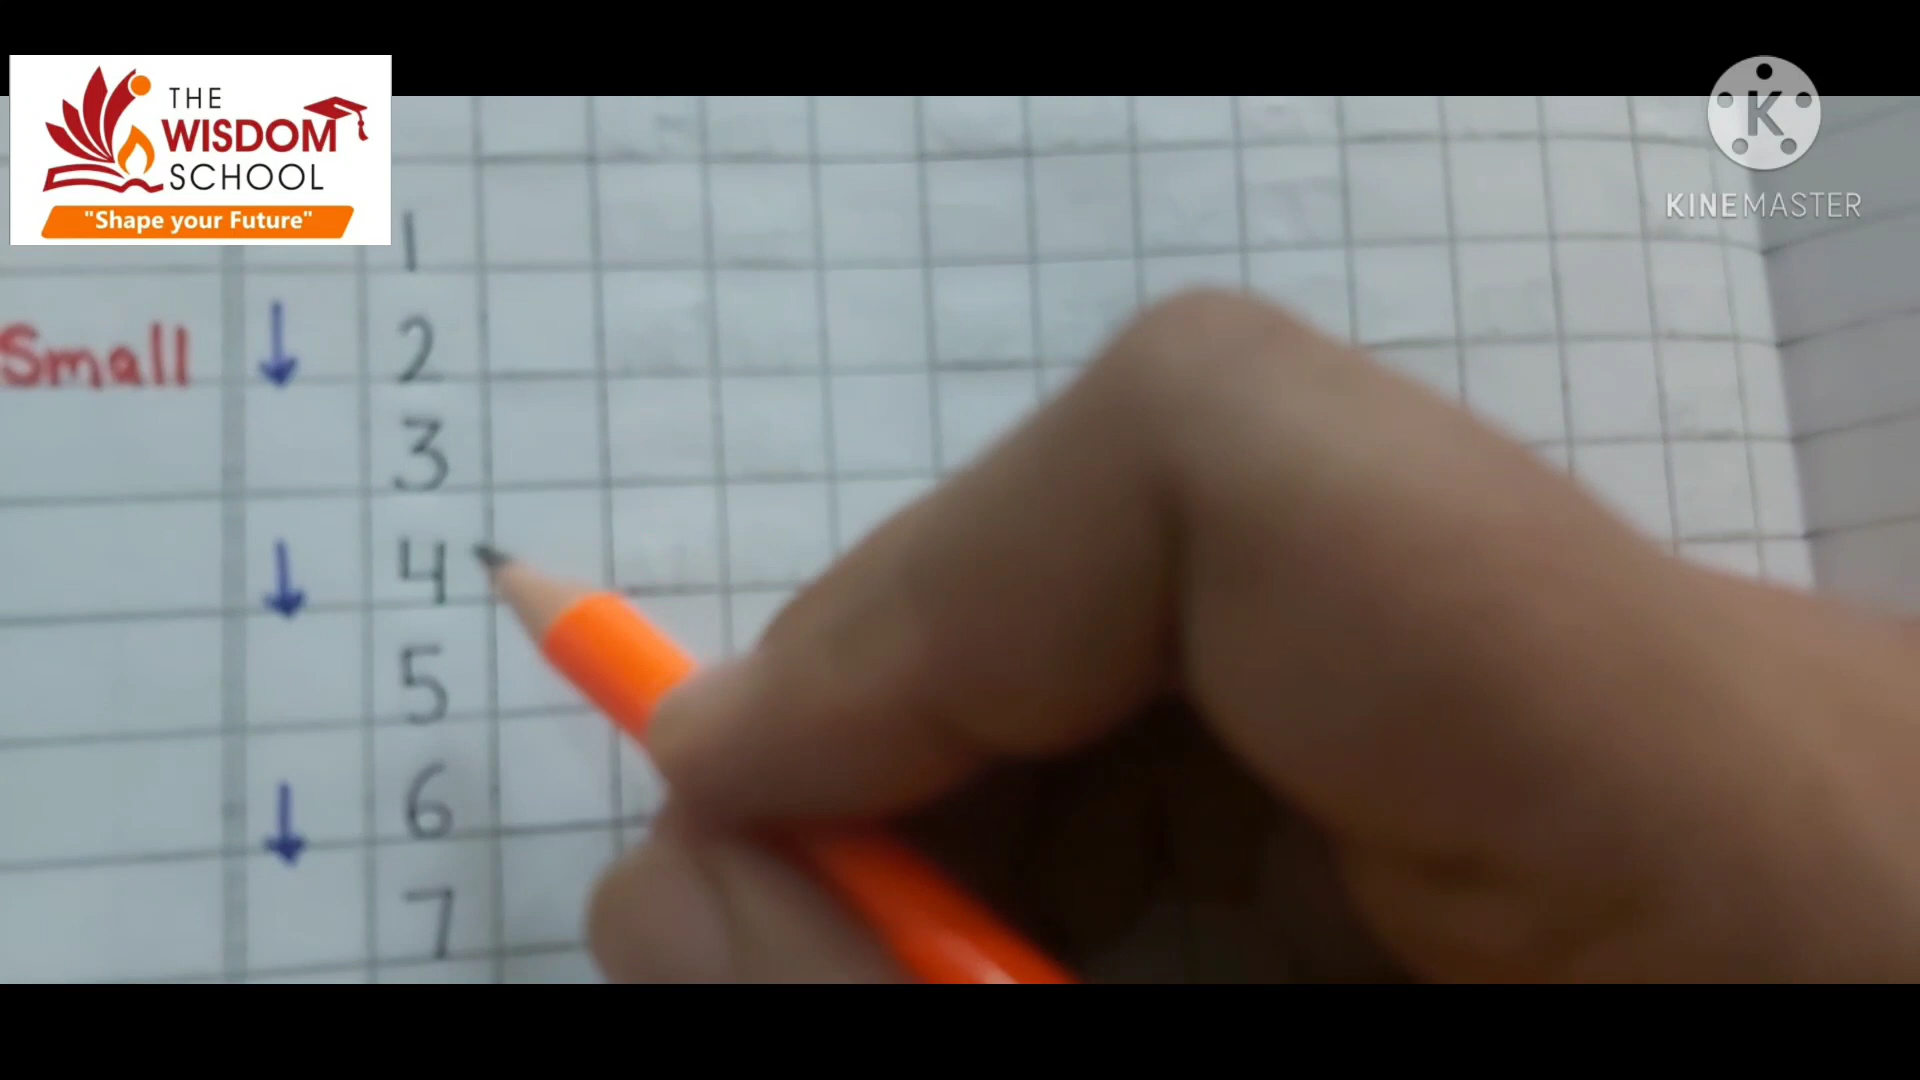 THE
WISDOM
SCHOOL
"Shape your Future"
K
KINEMASTER
1
Small ↓ 2
3
↓ 4
5
↓ 6
7